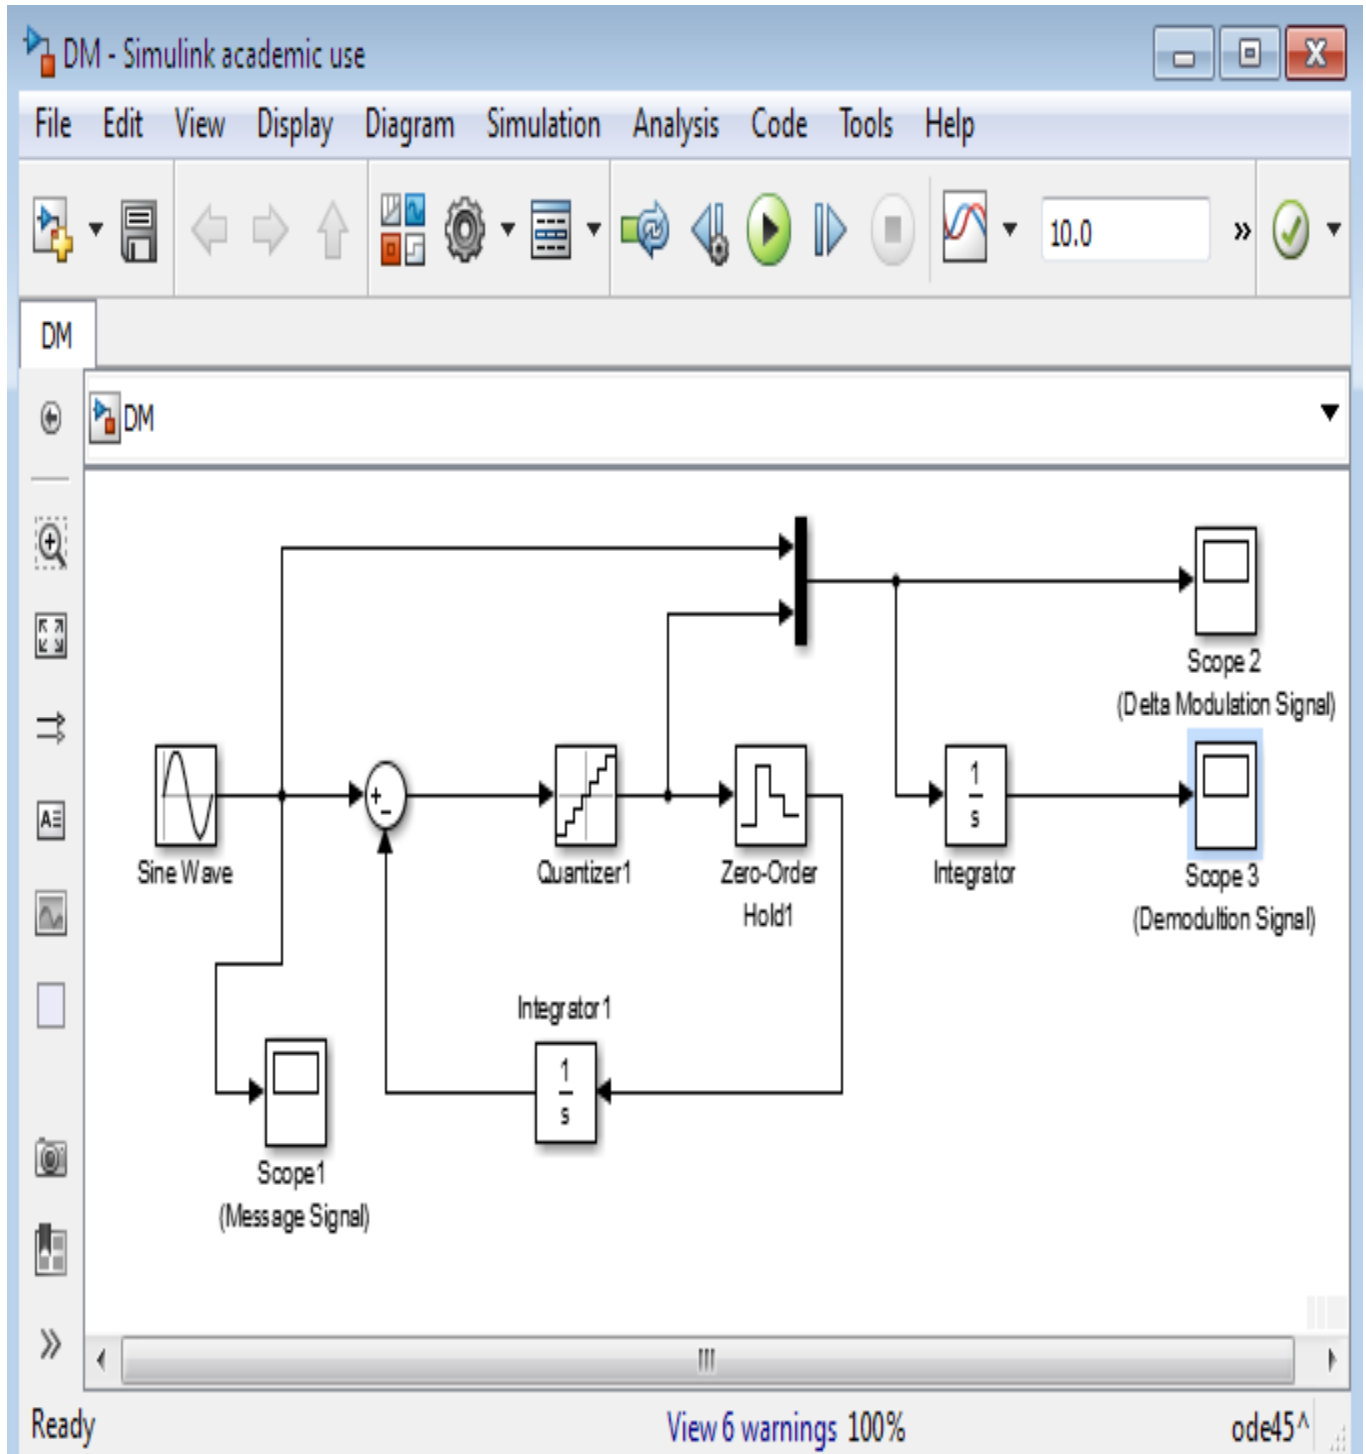 DM - Simulink academic use
File Edit View Display Diagram Simulation Analysis Code Tools Help
10.0
DM
DM
Scope 2
(Delta Modulation Signal)
+
-
1
s
Sine Wave
Quantizer1
Zero-Order
Hold1
Integrator
Scope 3
(Demodultion Signal)
Integrator1
1
s
Scope1
(Message Signal)
Ready View 6 warnings 100% ode45^